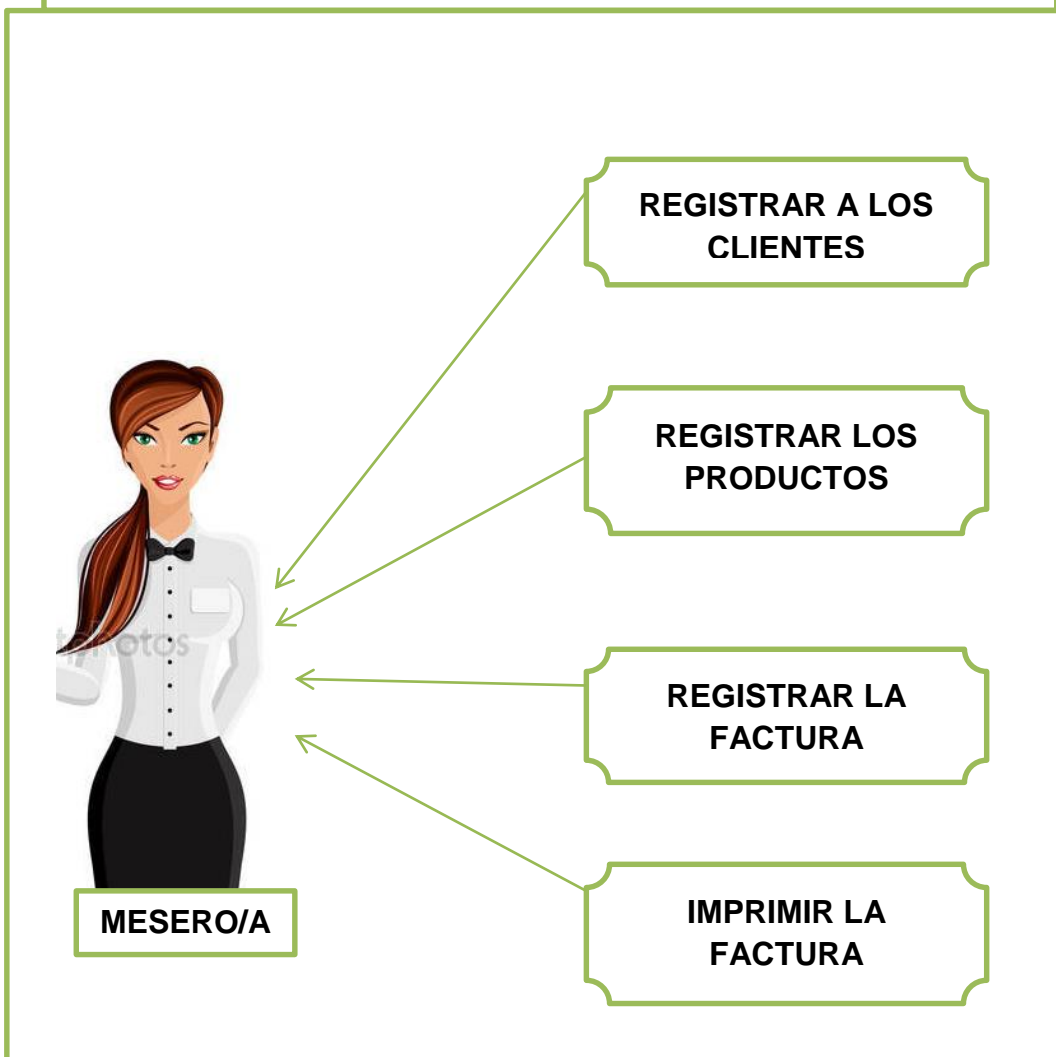 REGISTRAR A LOS
CLIENTES
REGISTRAR LOS
PRODUCTOS
REGISTRAR LA
FACTURA
IMPRIMIR LA
FACTURA
MESERO/A